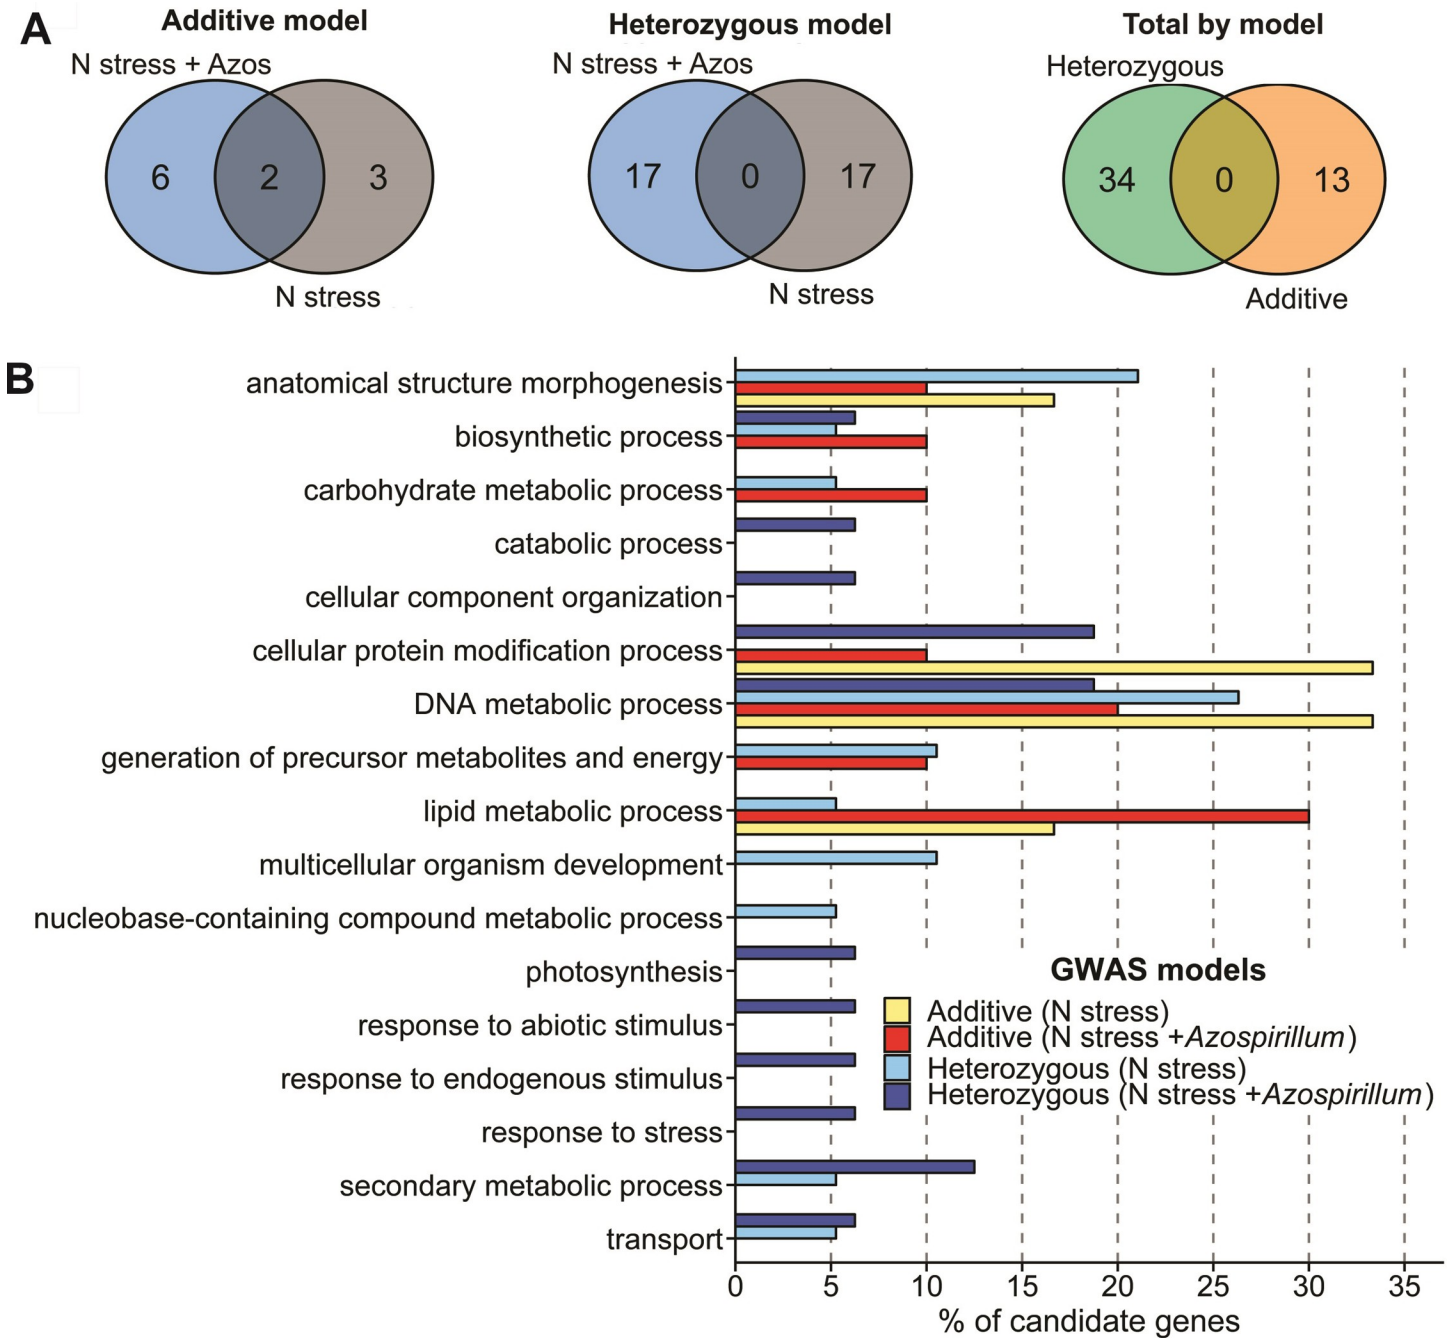 A
Additive model
N stress + Azos
6
2
3
N stress
Heterozygous model
N stress + Azos
17
0
17
N stress
Total by model
Heterozygous
34
0
13
Additive
B
anatomical structure morphogenesis
biosynthetic process
carbohydrate metabolic process
catabolic process
cellular component organization
cellular protein modification process
DNA metabolic process
generation of precursor metabolites and energy
lipid metabolic process
multicellular organism development
nucleobase-containing compound metabolic process
photosynthesis
response to abiotic stimulus
response to endogenous stimulus
response to stress
secondary metabolic process
transport
GWAS models
Additive (N stress)
Additive (N stress +Azospirillum)
Heterozygous (N stress)
Heterozygous (N stress +Azospirillum)
0 5 10 15 20 25 30 35
% of candidate genes